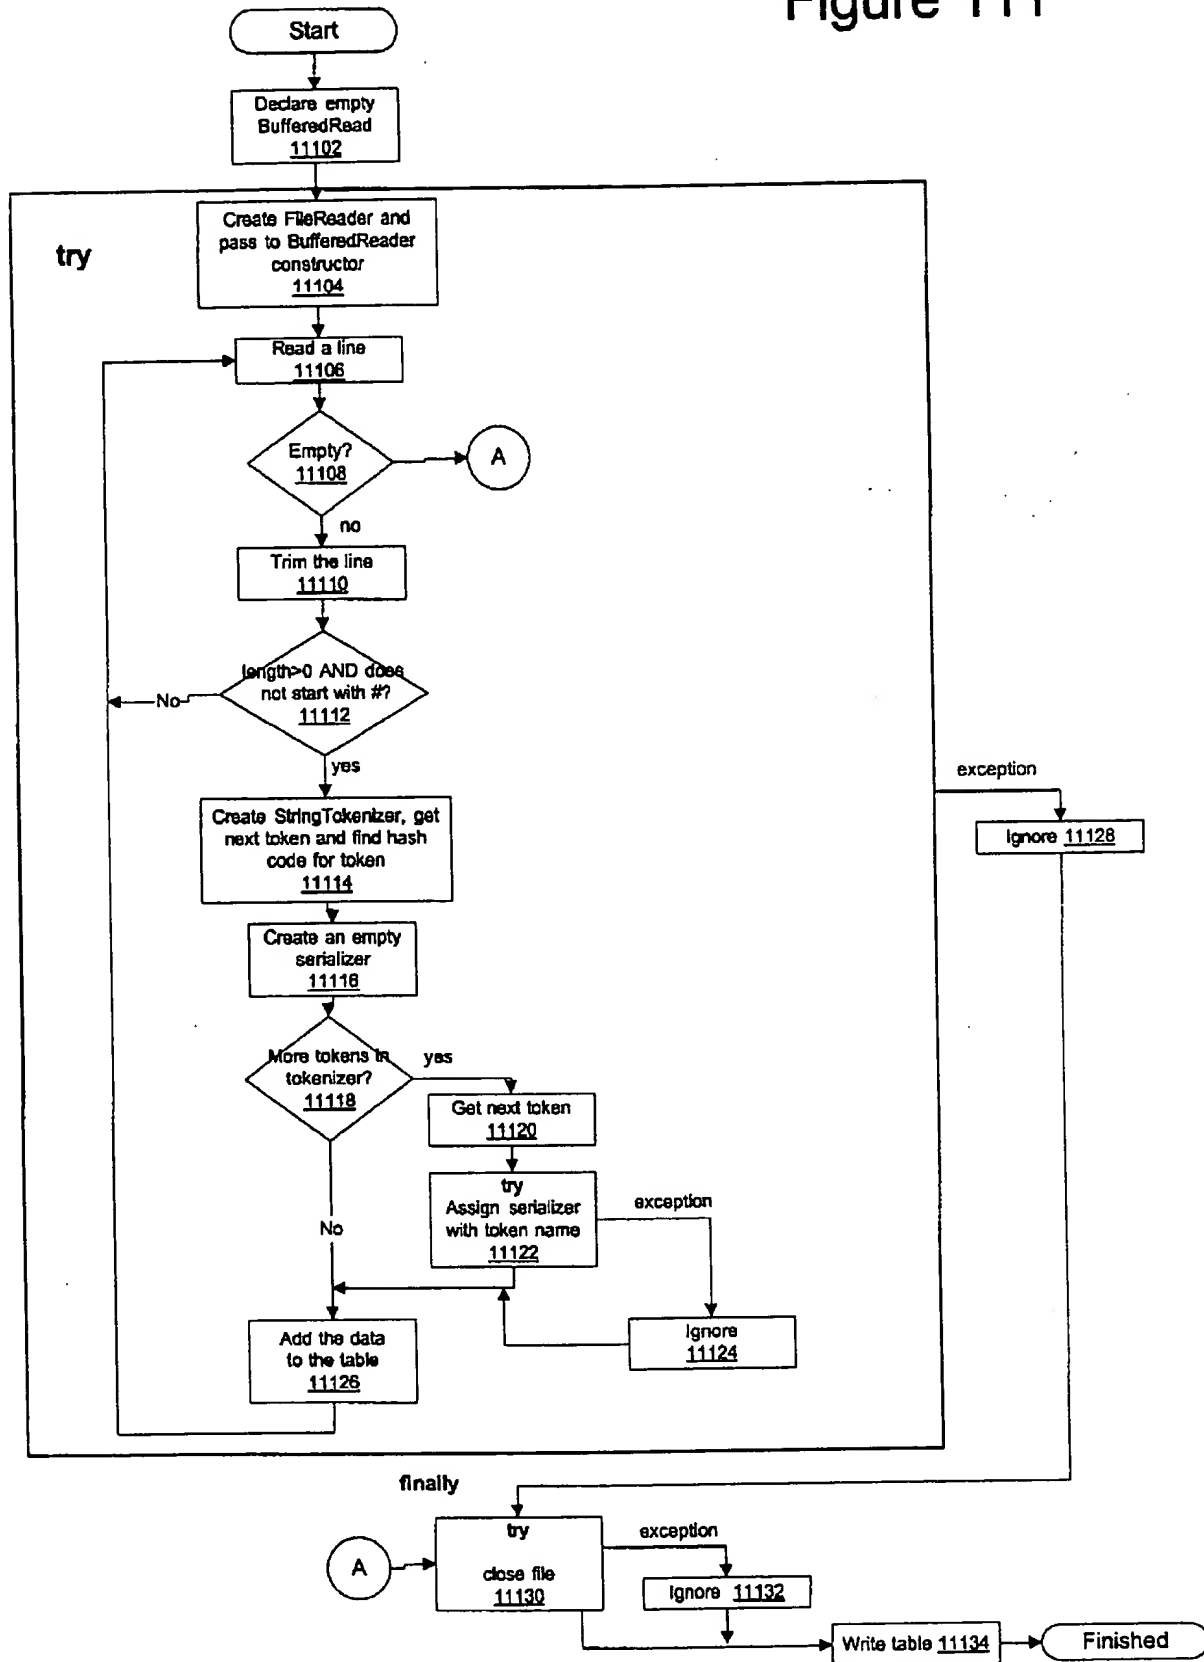 Figure 111
Start
Declare empty
BufferedRead
11102
try
Create FileReader and
pass to BufferedReader
constructor
11104
Read a line
11106
Empty?
11108
A
no
Trim the line
11110
length>0 AND does
not start with #?
11112
No
yes
exception
Ignore 11128
Create StringTokenizer, get
next token and find hash
code for token
11114
Create an empty
serializer
11116
More tokens in
tokenizer?
11118
yes
Get next token
11120
try
Assign serializer
with token name
11122
exception
No
Ignore
11124
Add the data
to the table
11126
finally
A
try
close file
11130
exception
Ignore 11132
Write table 11134
Finished